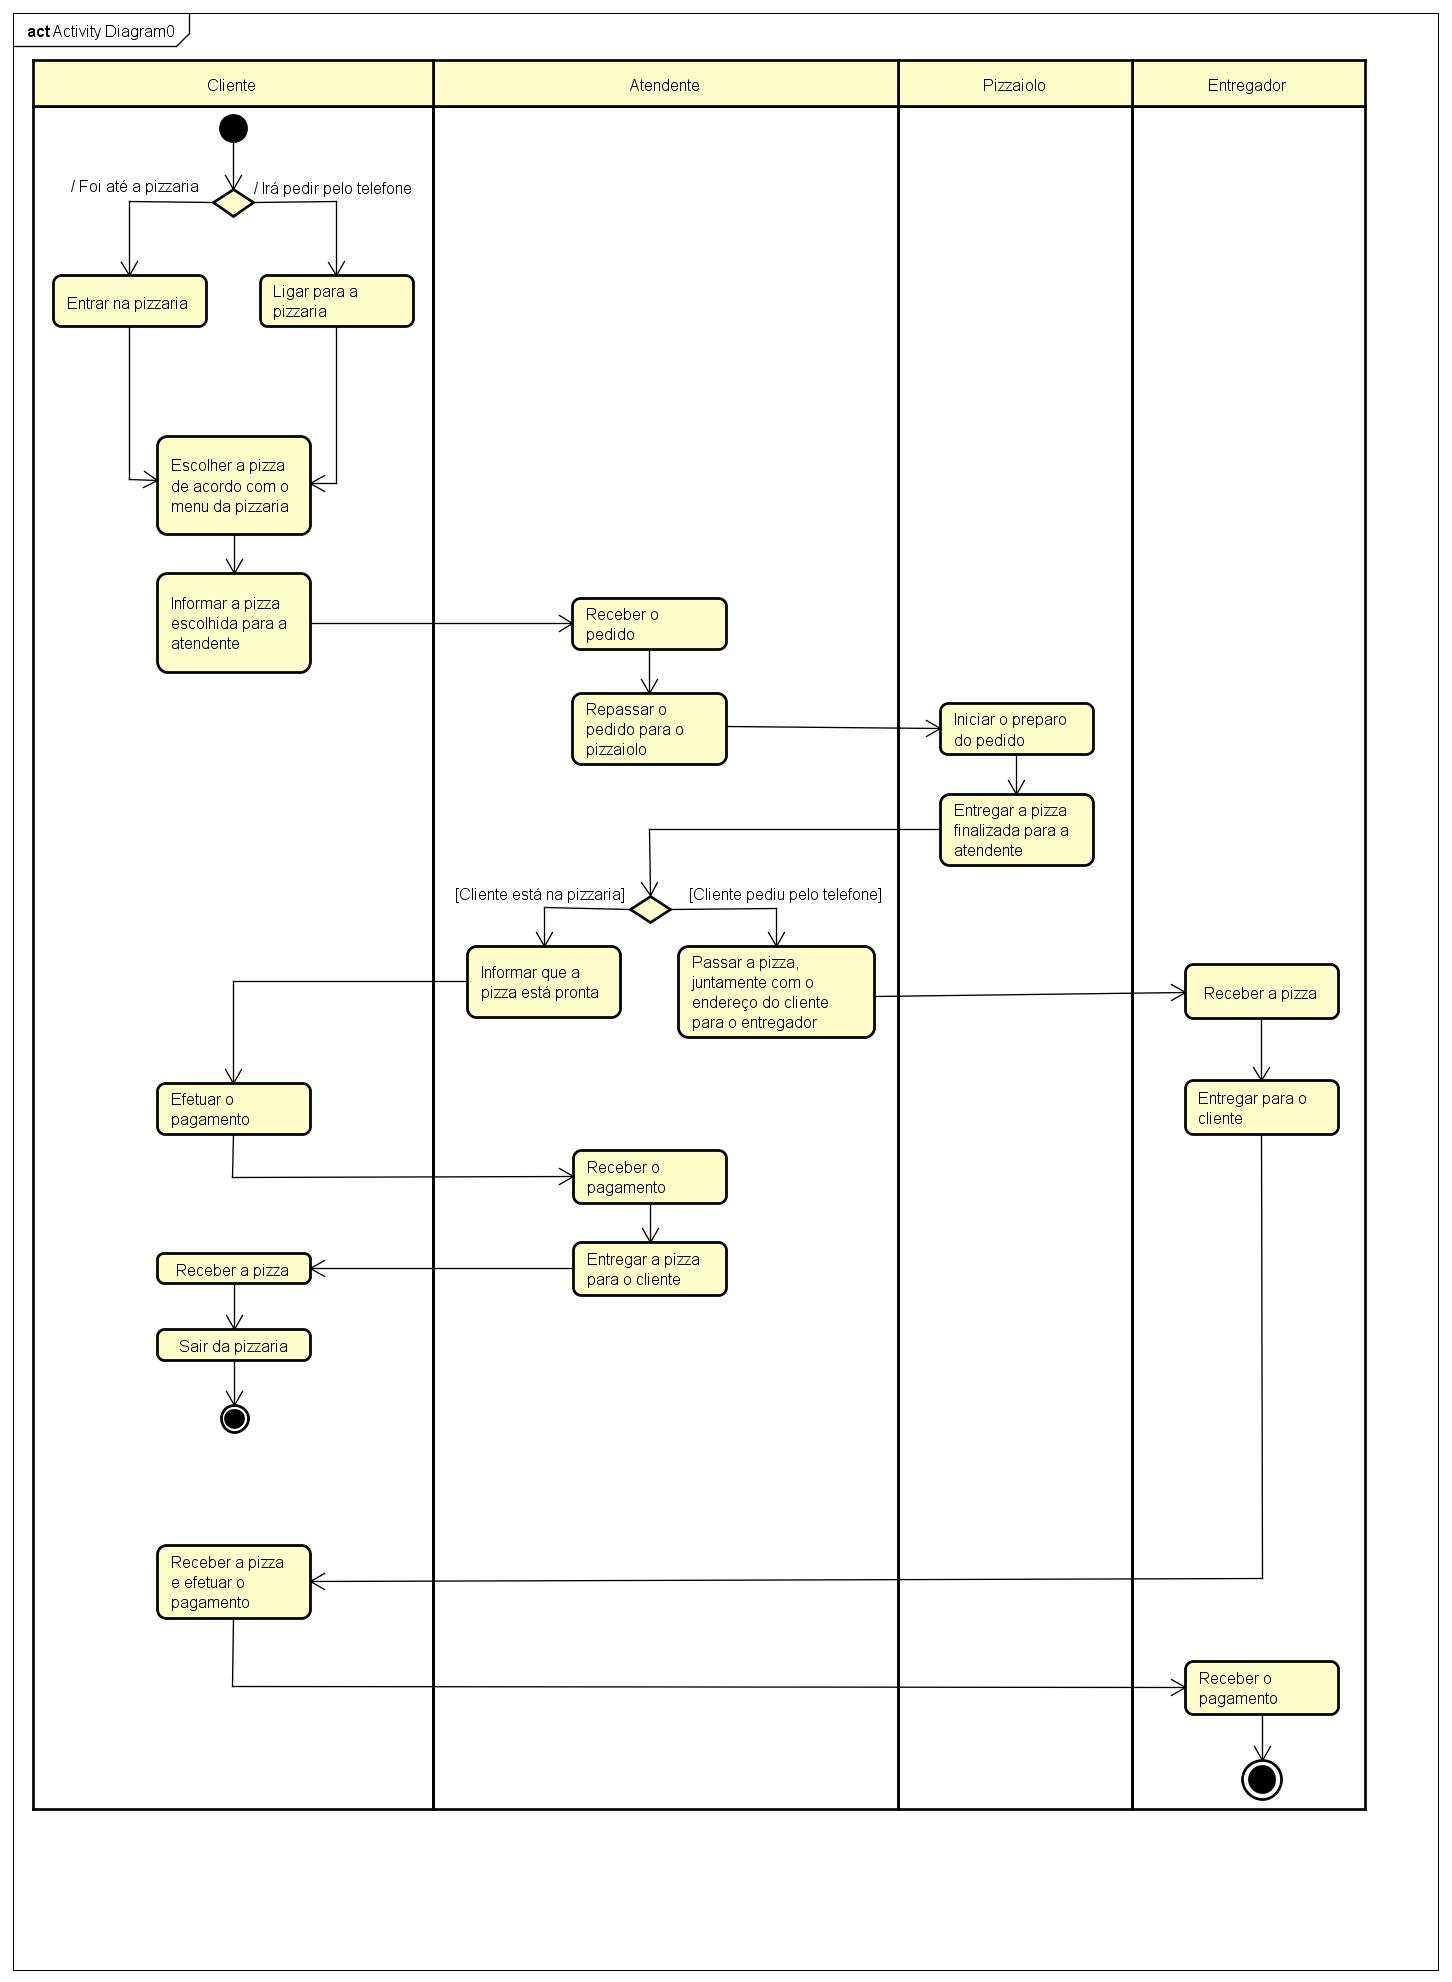 act Activity Diagram0
Cliente
Atendente
Pizzaiolo
Entregador
/ Foi até a pizzaria
/ Irá pedir pelo telefone
Entrar na pizzaria
Ligar para a
pizzaria
Escolher a pizza
de acordo com o
menu da pizzaria
Informar a pizza
escolhida para a
atendente
Receber o
pedido
Repassar o
pedido para o
pizzaiolo
Iniciar o preparo
do pedido
Entregar a pizza
finalizada para a
atendente
[Cliente está na pizzaria]
[Cliente pediu pelo telefone]
Informar que a
pizza está pronta
Passar a pizza,
juntamente com o
endereço do cliente
para o entregador
Receber a pizza
Efetuar o
pagamento
Entregar para o
cliente
Receber o
pagamento
Entregar a pizza
para o cliente
Receber a pizza
Sair da pizzaria
Receber a pizza
e efetuar o
pagamento
Receber o
pagamento